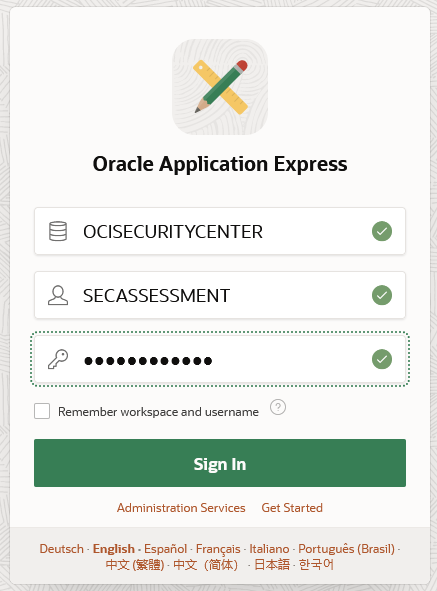 Oracle Application Express
OCISECURITYCENTER
SECASSESSMENT
●●●●●●●●●●●●
Remember workspace and username ?
Sign In
Administration Services Get Started
Deutsch · English · Español · Français · Italiano · Português (Brasil) ·
中文 (繁體) · 中文（简体） · 日本語 · 한국어